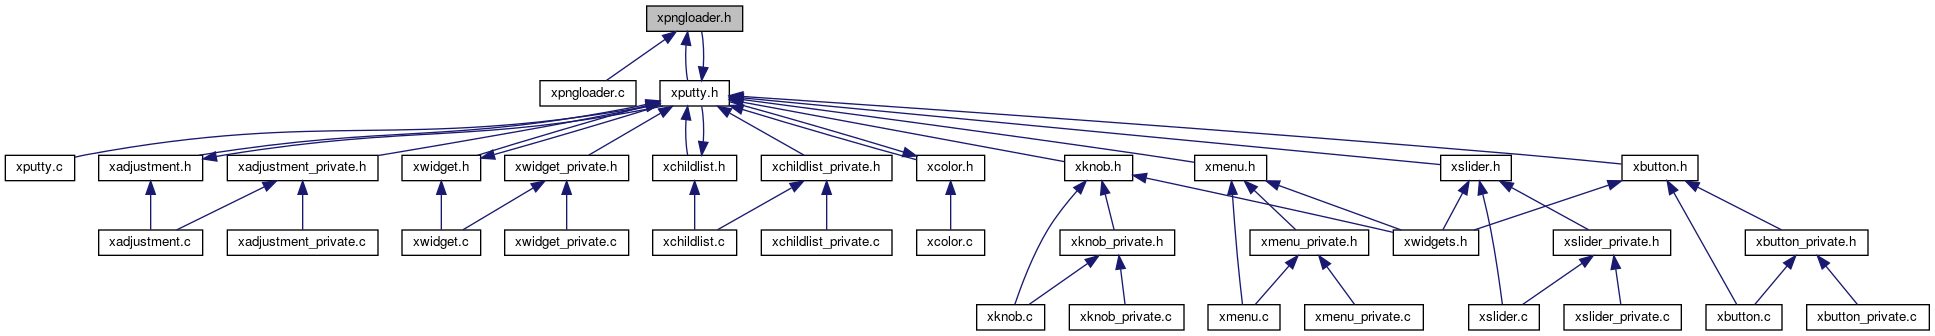 xpngloader.h
xpngloader.c
xputty.h
xputty.c
xadjustment.h
xadjustment_private.h
xwidget.h
xwidget_private.h
xchildlist.h
xchildlist_private.h
xcolor.h
xknob.h
xmenu.h
xslider.h
xbutton.h
xadjustment.c
xadjustment_private.c
xwidget.c
xwidget_private.c
xchildlist.c
xchildlist_private.c
xcolor.c
xknob_private.h
xmenu_private.h
xwidgets.h
xslider_private.h
xbutton_private.h
xknob.c
xknob_private.c
xmenu.c
xmenu_private.c
xslider.c
xslider_private.c
xbutton.c
xbutton_private.c